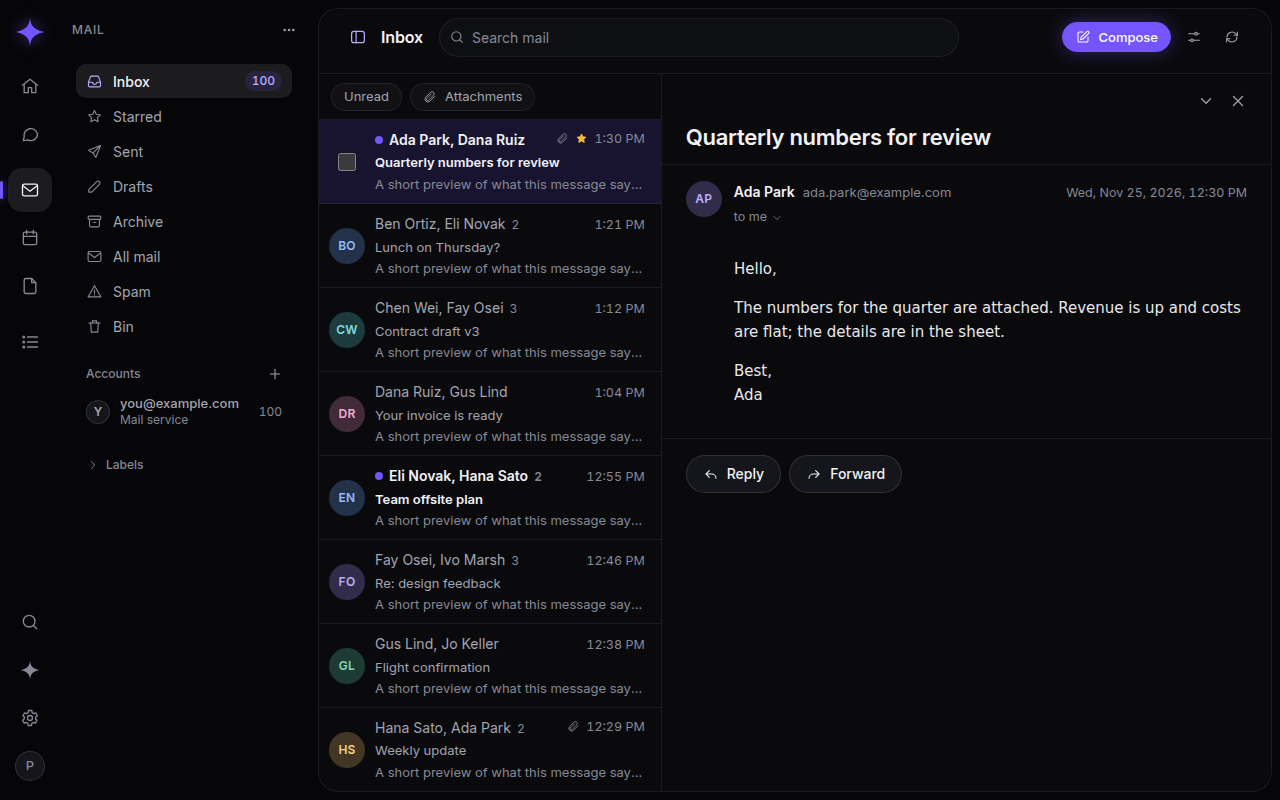 MAIL
Inbox 100
Starred
Sent
Drafts
Archive
All mail
Spam
Bin
Accounts
Y you@example.com 100
Mail service
Labels
P
Inbox
Search mail
Compose
Unread
Attachments
Ada Park, Dana Ruiz 1:30 PM
Quarterly numbers for review
A short preview of what this message say...
BO
Ben Ortiz, Eli Novak 2 1:21 PM
Lunch on Thursday?
A short preview of what this message say...
CW
Chen Wei, Fay Osei 3 1:12 PM
Contract draft v3
A short preview of what this message say...
DR
Dana Ruiz, Gus Lind 1:04 PM
Your invoice is ready
A short preview of what this message say...
EN
Eli Novak, Hana Sato 2 12:55 PM
Team offsite plan
A short preview of what this message say...
FO
Fay Osei, Ivo Marsh 3 12:46 PM
Re: design feedback
A short preview of what this message say...
GL
Gus Lind, Jo Keller 12:38 PM
Flight confirmation
A short preview of what this message say...
HS
Hana Sato, Ada Park 2 12:29 PM
Weekly update
A short preview of what this message say...
Quarterly numbers for review
AP
Ada Park ada.park@example.com Wed, Nov 25, 2026, 12:30 PM
to me
Hello,
The numbers for the quarter are attached. Revenue is up and costs
are flat; the details are in the sheet.
Best,
Ada
Reply
Forward